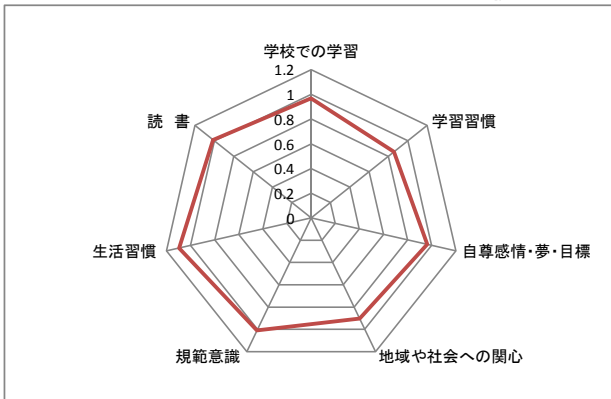 学校での学習
1.2
1
0.8
0.6
0.4
0.2
0
学習習慣
自尊感情･夢･目標
地域や社会への関心
規範意識
生活習慣
読 書